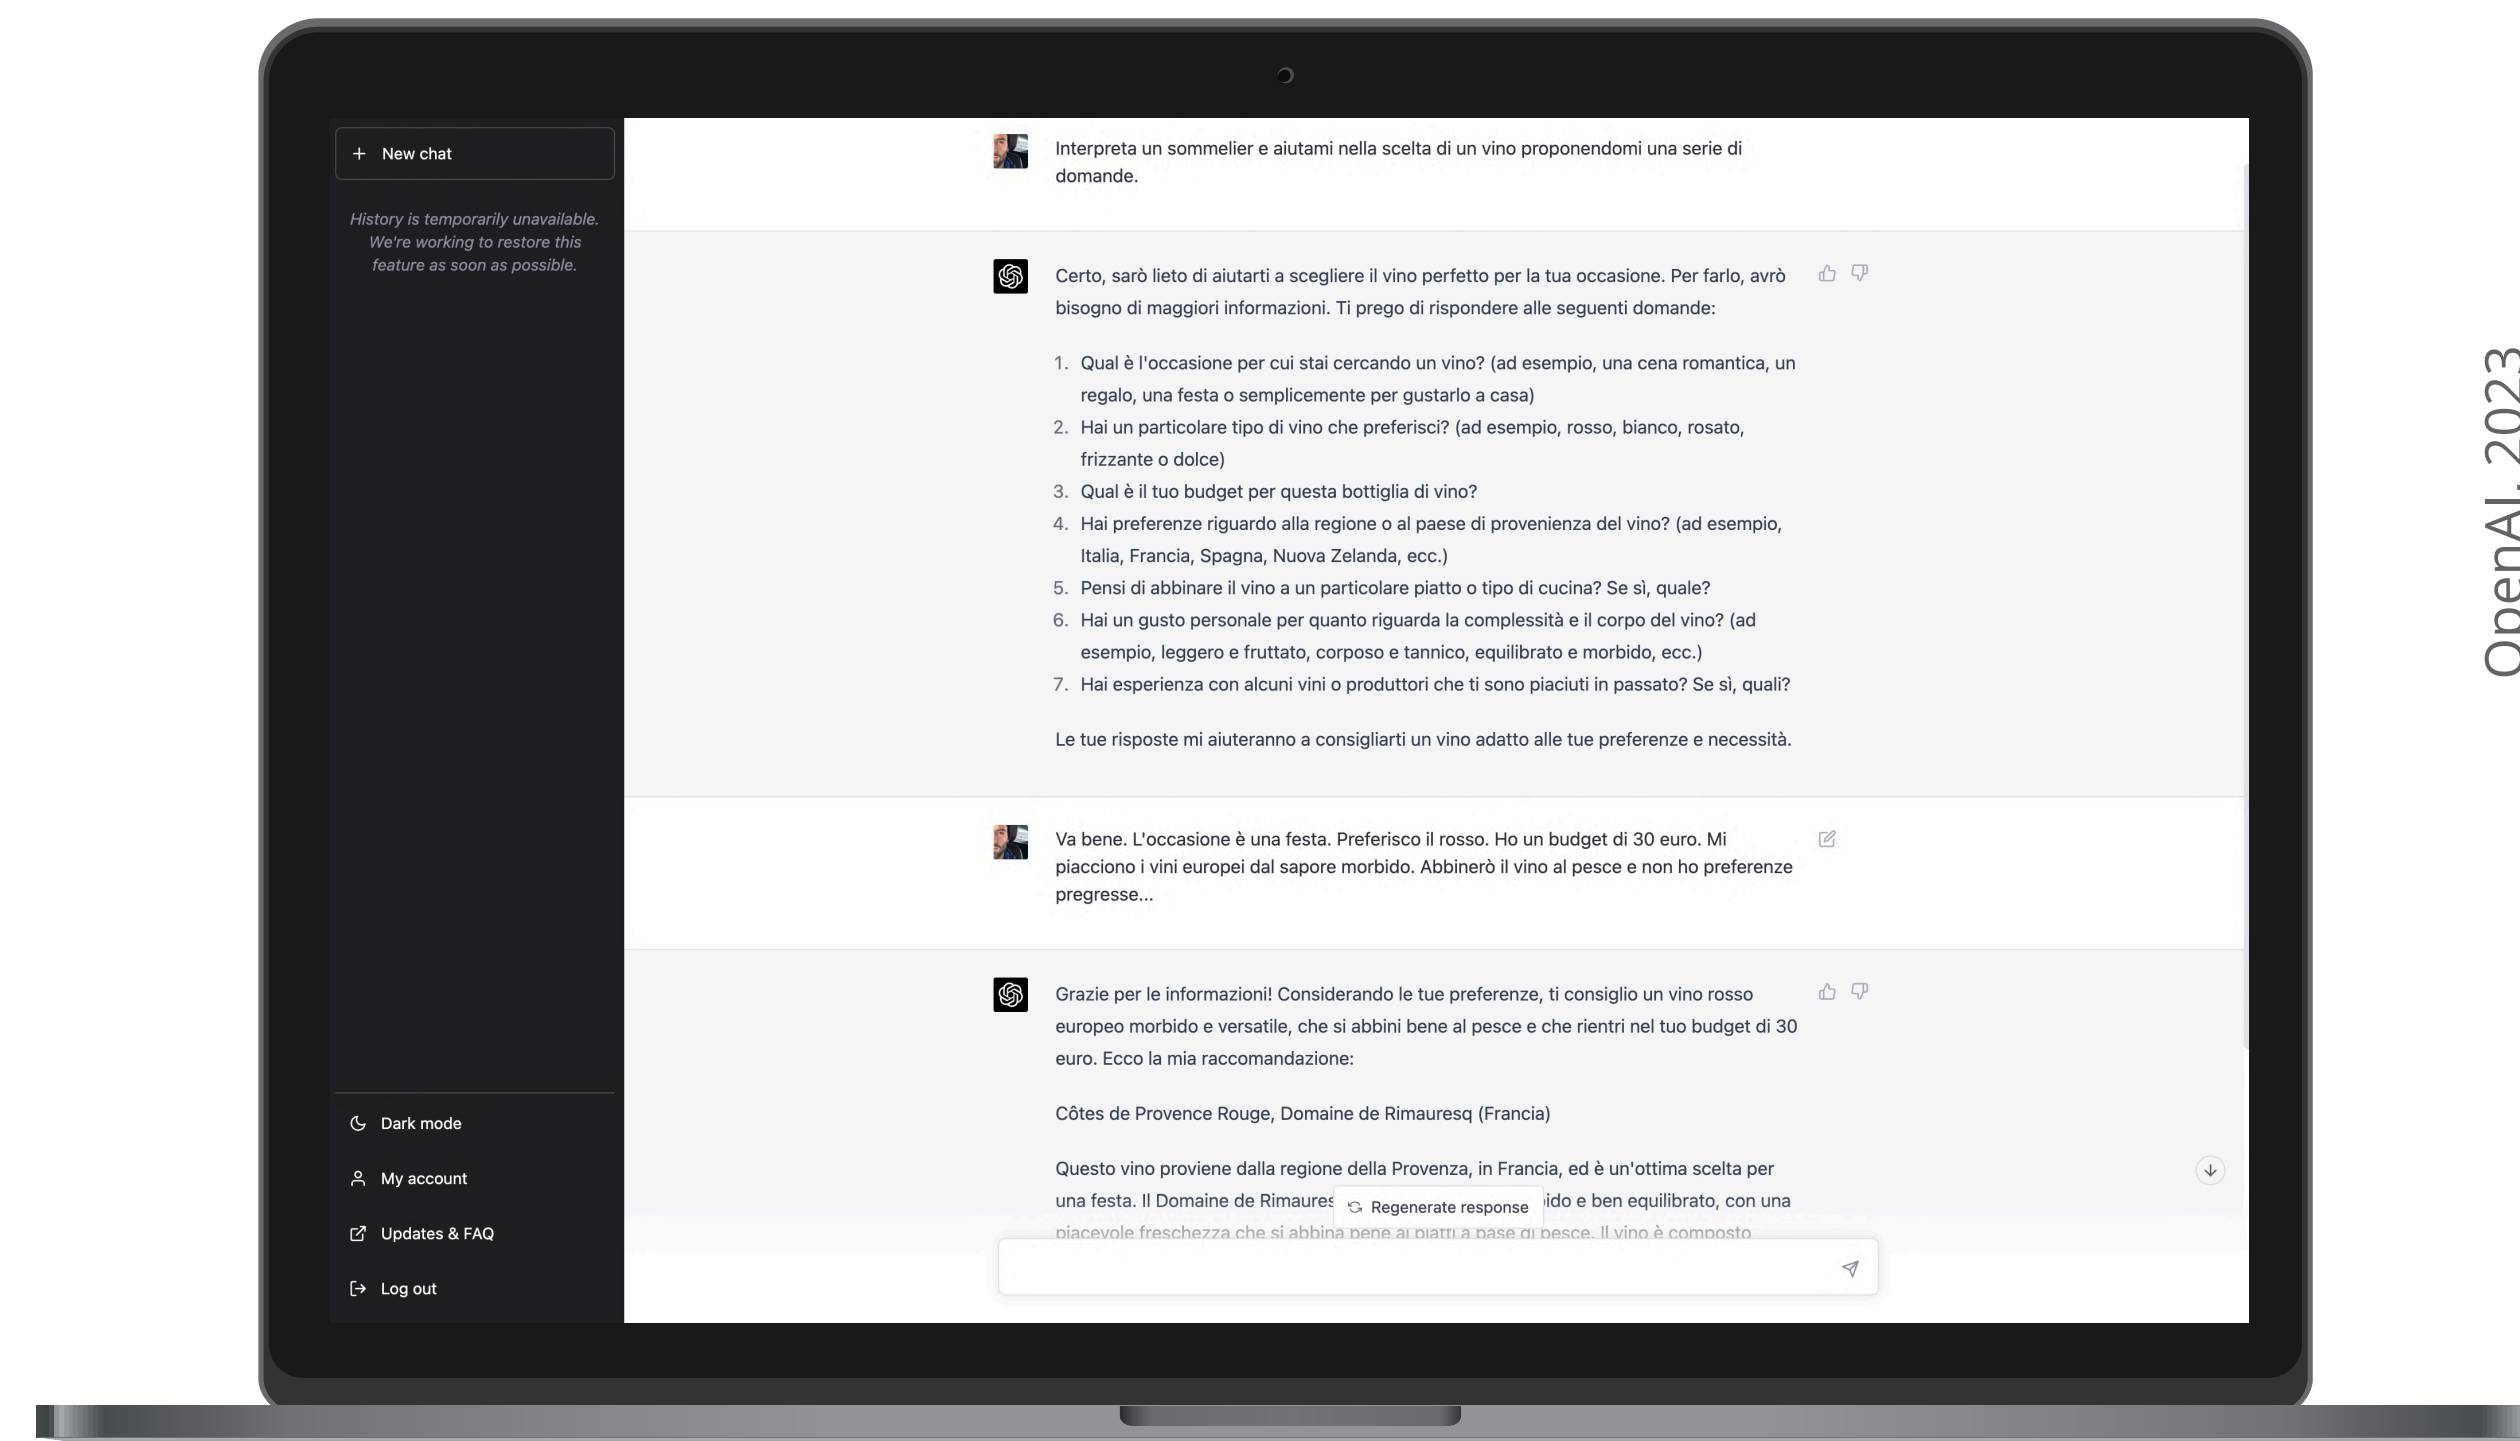 New chat
History is temporarily unavailable.
We're working to restore this
feature as soon as possible.
Dark mode
My account
Updates & FAQ
Log out
Interpreta un sommelier e aiutami nella scelta di un vino proponendomi una serie di
domande.
Certo, sarò lieto di aiutarti a scegliere il vino perfetto per la tua occasione. Per farlo, avrò
bisogno di maggiori informazioni. Ti prego di rispondere alle seguenti domande:
1. Qual è l'occasione per cui stai cercando un vino? (ad esempio, una cena romantica, un
regalo, una festa o semplicemente per gustarlo a casa)
2. Hai un particolare tipo di vino che preferisci? (ad esempio, rosso, bianco, rosato,
frizzante o dolce)
3. Qual è il tuo budget per questa bottiglia di vino?
4. Hai preferenze riguardo alla regione o al paese di provenienza del vino? (ad esempio,
Italia, Francia, Spagna, Nuova Zelanda, ecc.)
5. Pensi di abbinare il vino a un particolare piatto o tipo di cucina? Se sì, quale?
6. Hai un gusto personale per quanto riguarda la complessità e il corpo del vino? (ad
esempio, leggero e fruttato, corposo e tannico, equilibrato e morbido, ecc.)
7. Hai esperienza con alcuni vini o produttori che ti sono piaciuti in passato? Se sì, quali?
Le tue risposte mi aiuteranno a consigliarti un vino adatto alle tue preferenze e necessità.
Va bene. L'occasione è una festa. Preferisco il rosso. Ho un budget di 30 euro. Mi
piacciono i vini europei dal sapore morbido. Abbinerò il vino al pesce e non ho preferenze
pregresse...
Grazie per le informazioni! Considerando le tue preferenze, ti consiglio un vino rosso
europeo morbido e versatile, che si abbini bene al pesce e che rientri nel tuo budget di 30
euro. Ecco la mia raccomandazione:
Côtes de Provence Rouge, Domaine de Rimauresq (Francia)
Questo vino proviene dalla regione della Provenza, in Francia, ed è un'ottima scelta per
una festa. Il Domaine de Rimaures ido e ben equilibrato, con una
Regenerate response
piacevole freschezza che si abbina bene ai piatti a base di pesce. Il vino è composto
OpenAI, 2023